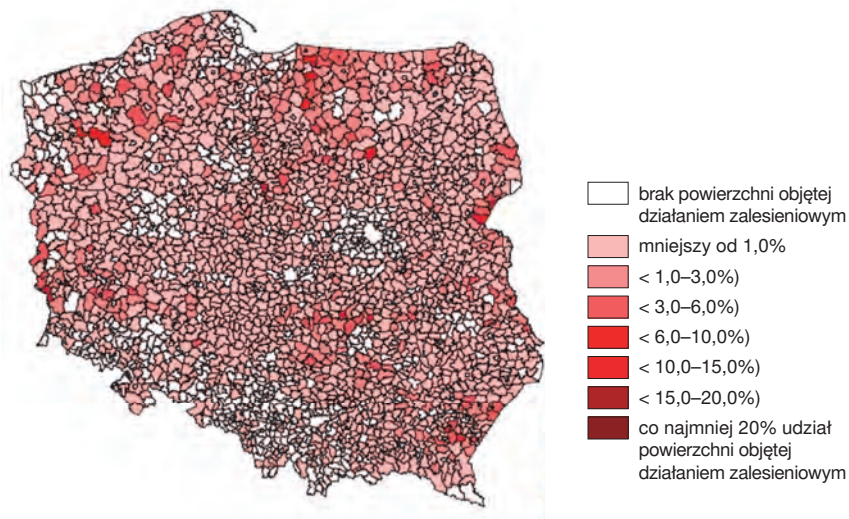 brak powierzchni objętej
działaniem zalesieniowym
mniejszy od 1,0%
< 1,0–3,0%)
< 3,0–6,0%)
< 6,0–10,0%)
< 10,0–15,0%)
< 15,0–20,0%)
co najmniej 20% udział
powierzchni objętej
działaniem zalesieniowym